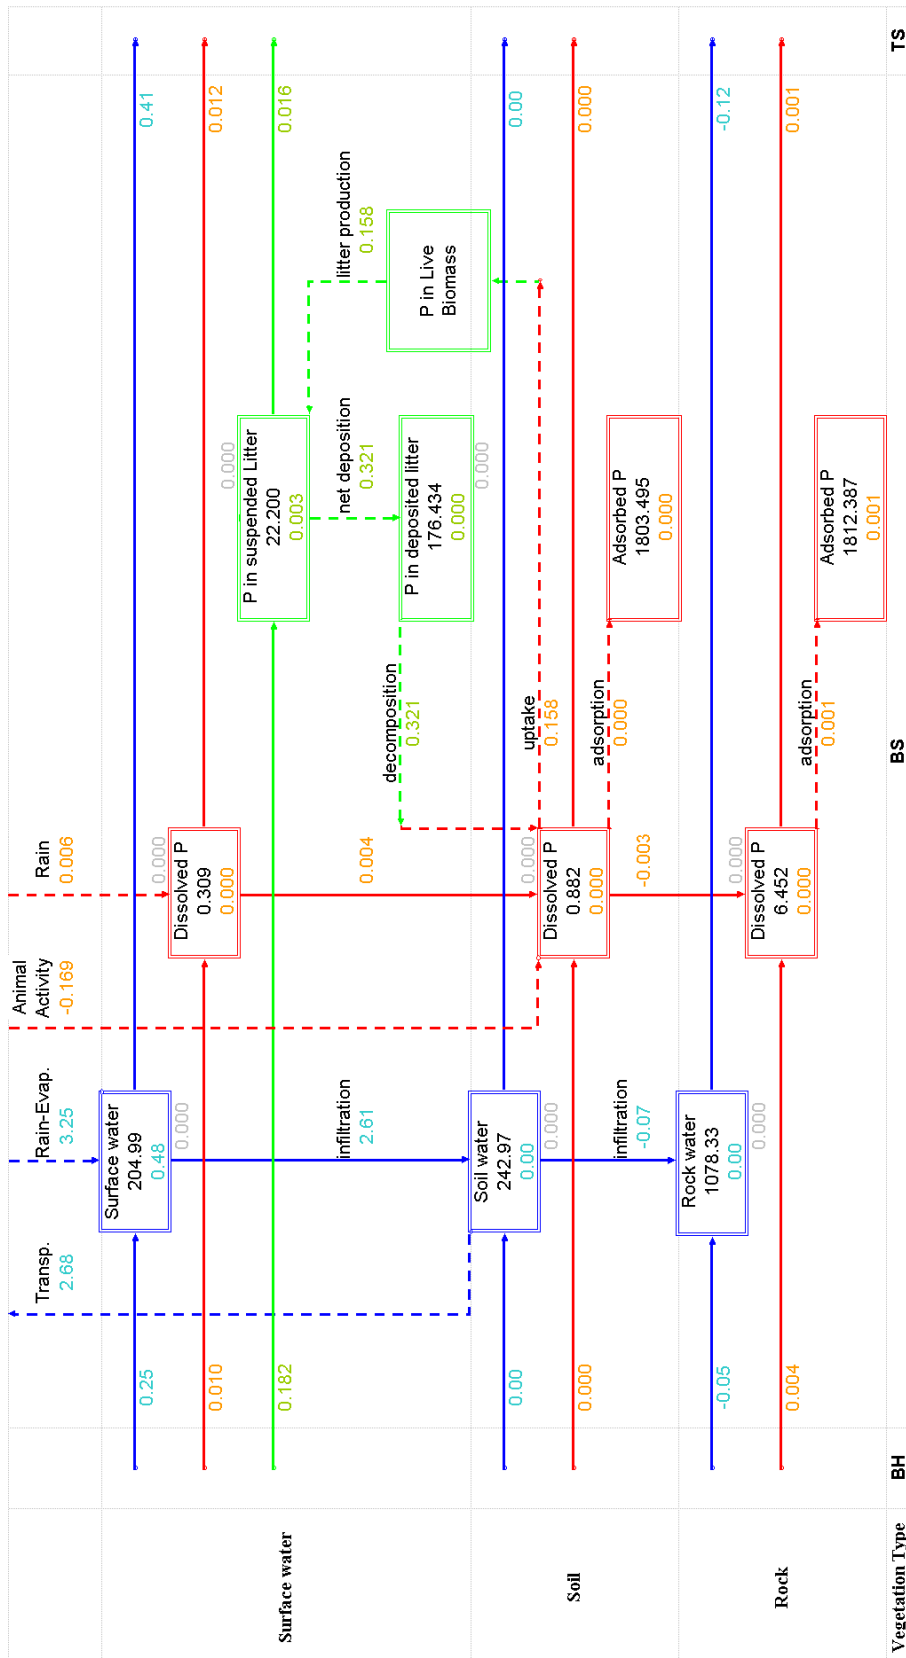 Transp.
2.68
Rain-Evap.
3.25
Animal
Activity
-0.169
Rain
0.006
Surface water
0.25
Surface water
204.99
0.48
0.000
0.41
0.010
Dissolved P
0.309
0.000
0.000
0.012
0.182
P in suspended Litter
22.200
0.003
0.000
0.016
infiltration
2.61
0.004
net deposition
0.321
litter production
0.158
decomposition
0.321
P in deposited litter
176.434
0.000
0.000
P in Live
Biomass
Soil
0.00
Soil water
242.97
0.00
0.000
0.00
uptake
0.158
0.000
Dissolved P
0.882
0.000
0.000
0.000
adsorption
0.000
Adsorbed P
1803.495
0.000
infiltration
-0.07
-0.003
Rock
-0.05
Rock water
1078.33
0.00
0.000
-0.12
0.004
Dissolved P
6.452
0.000
0.000
0.001
adsorption
0.001
Adsorbed P
1812.387
0.001
Vegetation Type
BH
BS
TS